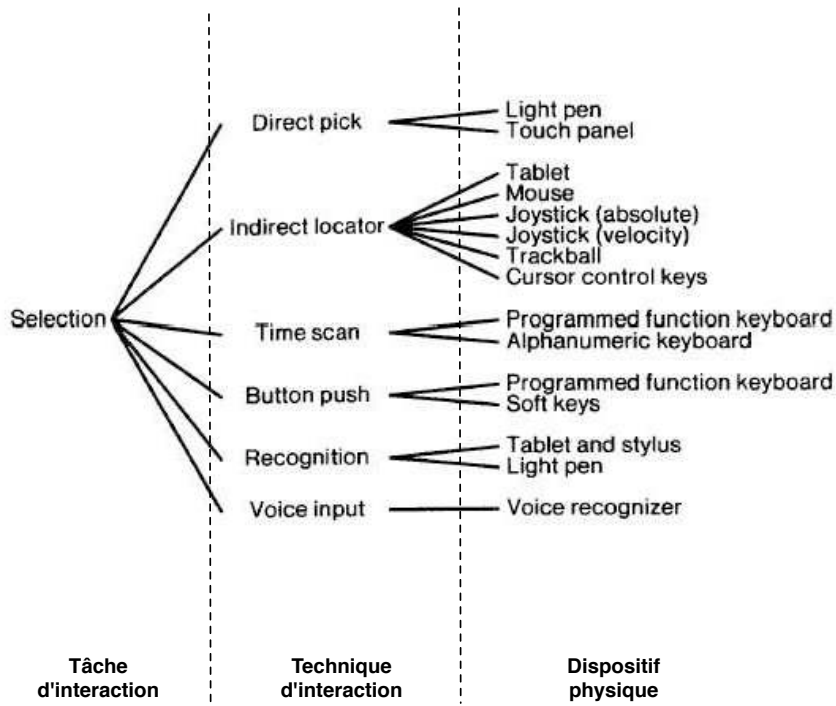 Direct pick
Light pen
Touch panel
Indirect locator
Tablet
Mouse
Joystick (absolute)
Joystick (velocity)
Trackball
Cursor control keys
Selection
Time scan
Programmed function keyboard
Alphanumeric keyboard
Button push
Programmed function keyboard
Soft keys
Recognition
Tablet and stylus
Light pen
Voice input
Voice recognizer
Tâche
d'interaction
Technique
d'interaction
Dispositif
physique